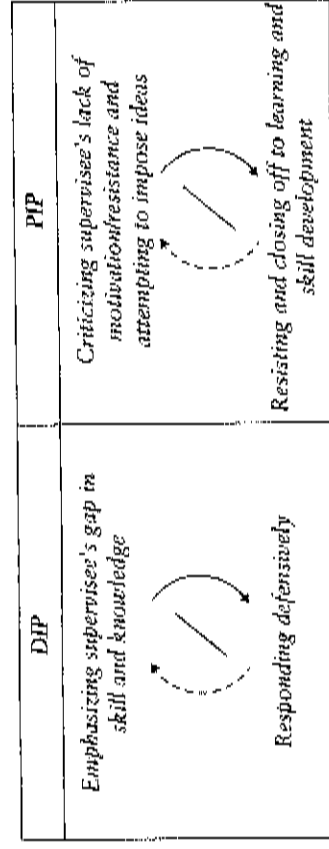 DIP
PIP
Emphasizing supervisee's gap in
skill and knowledge
Responding defensively
Criticizing supervisee's lack of
motivation/resistance and
attempting to impose ideas
Resisting and closing off to learning and
skill development